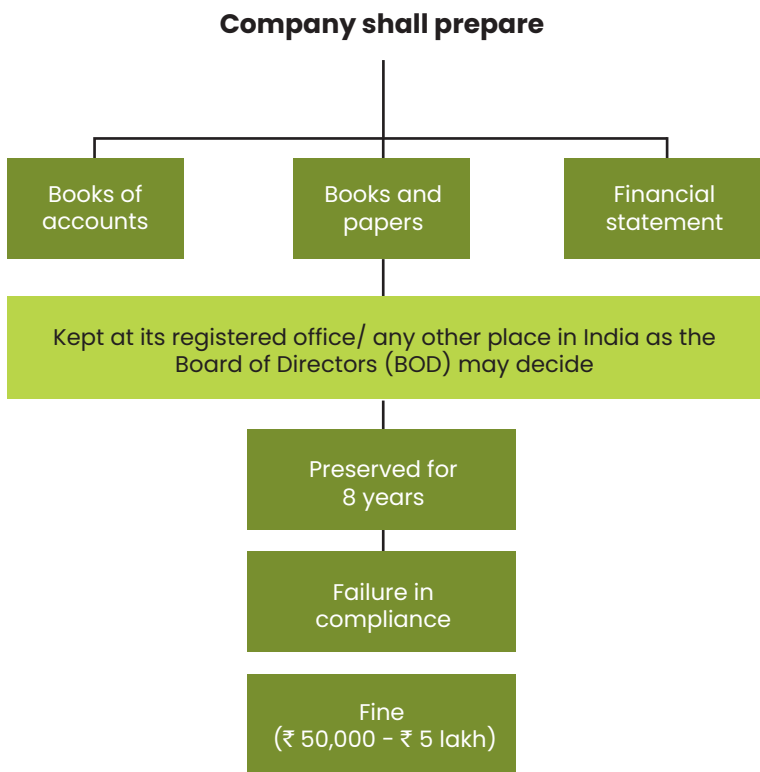 Company shall prepare
Books of
accounts
Books and
papers
Financial
statement
Kept at its registered office/ any other place in India as the
Board of Directors (BOD) may decide
Preserved for
8 years
Failure in
compliance
Fine
(₹ 50,000 - ₹ 5 lakh)